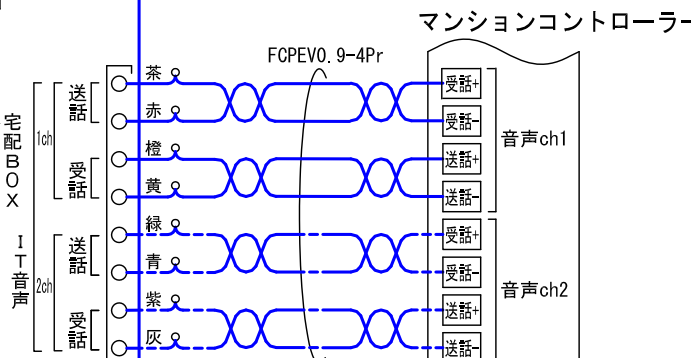 マンションコントローラー
FCPEV0.9-4Pr
宅配BOX IT音声
1ch
送話
受話
2ch
送話
受話
茶
赤
橙
黄
緑
青
紫
灰
受話+
受話-
送話+
送話-
音声ch1
受話+
受話-
送話+
送話-
音声ch2